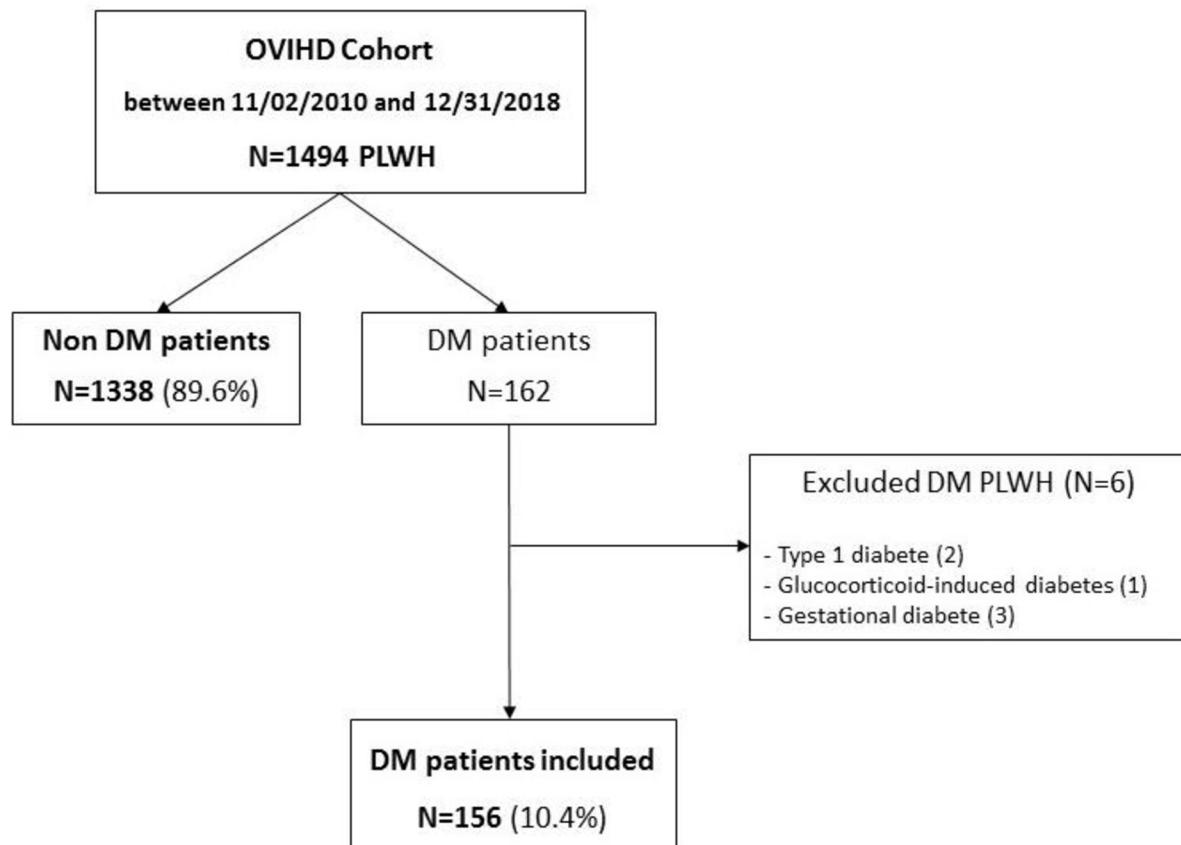 OVIHD Cohort
between 11/02/2010 and 12/31/2018
N=1494 PLWH
Non DM patients
N=1338 (89.6%)
DM patients
N=162
Excluded DM PLWH (N=6)
- Type 1 diabete (2)
- Glucocorticoid-induced diabetes (1)
- Gestational diabete (3)
DM patients included
N=156 (10.4%)